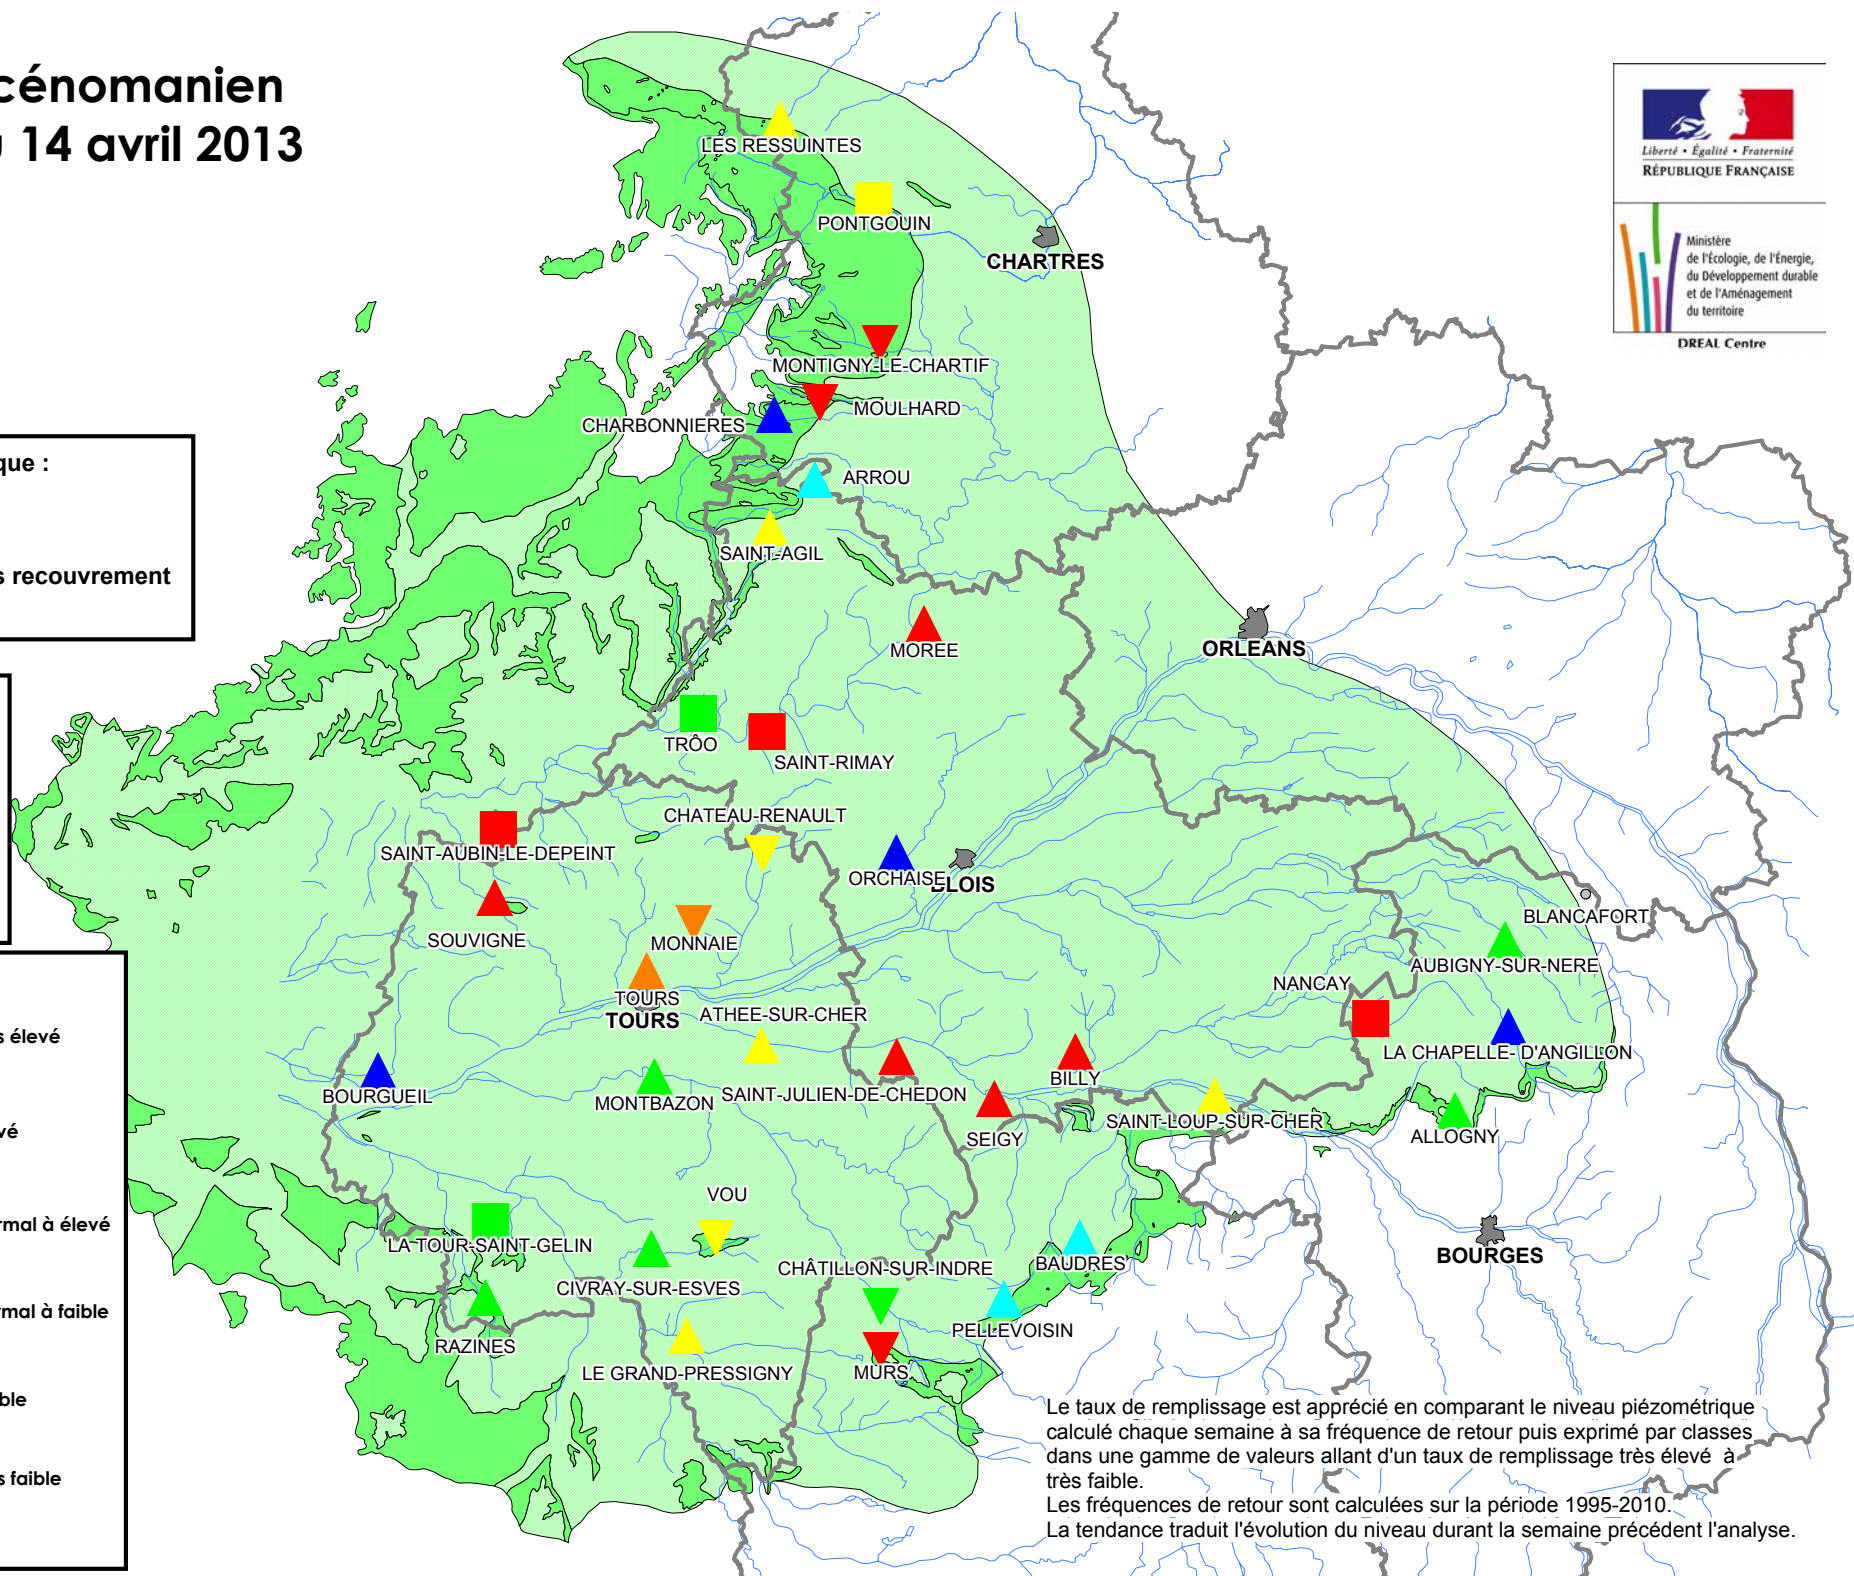 cénomanien
14 avril 2013
Liberté • Égalité • Fraternité
RÉPUBLIQUE FRANÇAISE
Ministère
de l'Écologie, de l'Énergie,
du Développement durable
et de l'Aménagement
du territoire
DREAL Centre
LES RESSUINTES
PONTGOUIN
CHARTRES
MONTIGNY-LE-CHARTIF
MOULHARD
CHARBONNIERES
ARROU
SAINT-AGIL
que :
s recouvrement
MOREE
ORLEANS
TRÔO
SAINT-RIMAY
CHATEAU-RENAULT
SAINT-AUBIN-LE-DEPEINT
ORCHAISE
BLOIS
SOUVIGNE
MONNAIE
BLANCAFORT
AUBIGNY-SUR-NERE
NANCAY
TOURS
TOURS
ATHEE-SUR-CHER
LA CHAPELLE- D'ANGILLON
BOURGUEIL
MONTBAZON
SAINT-JULIEN-DE-CHEDON
BILLY
SEIGY
SAINT-LOUP-SUR-CHER
ALLOGNY
VOU
LA TOUR-SAINT-GELIN
CIVRAY-SUR-ESVES
CHÂTILLON-SUR-INDRE
BAUDRES
BOURGES
RAZINES
PELLEVOISIN
LE GRAND-PRESSIGNY
MURS
s élevé
vé
rmal à élevé
rmal à faible
ble
s faible
Le taux de remplissage est apprécié en comparant le niveau piézométrique
calculé chaque semaine à sa fréquence de retour puis exprimé par classes
dans une gamme de valeurs allant d'un taux de remplissage très élevé à
très faible.
Les fréquences de retour sont calculées sur la période 1995-2010.
La tendance traduit l'évolution du niveau durant la semaine précédent l'analyse.